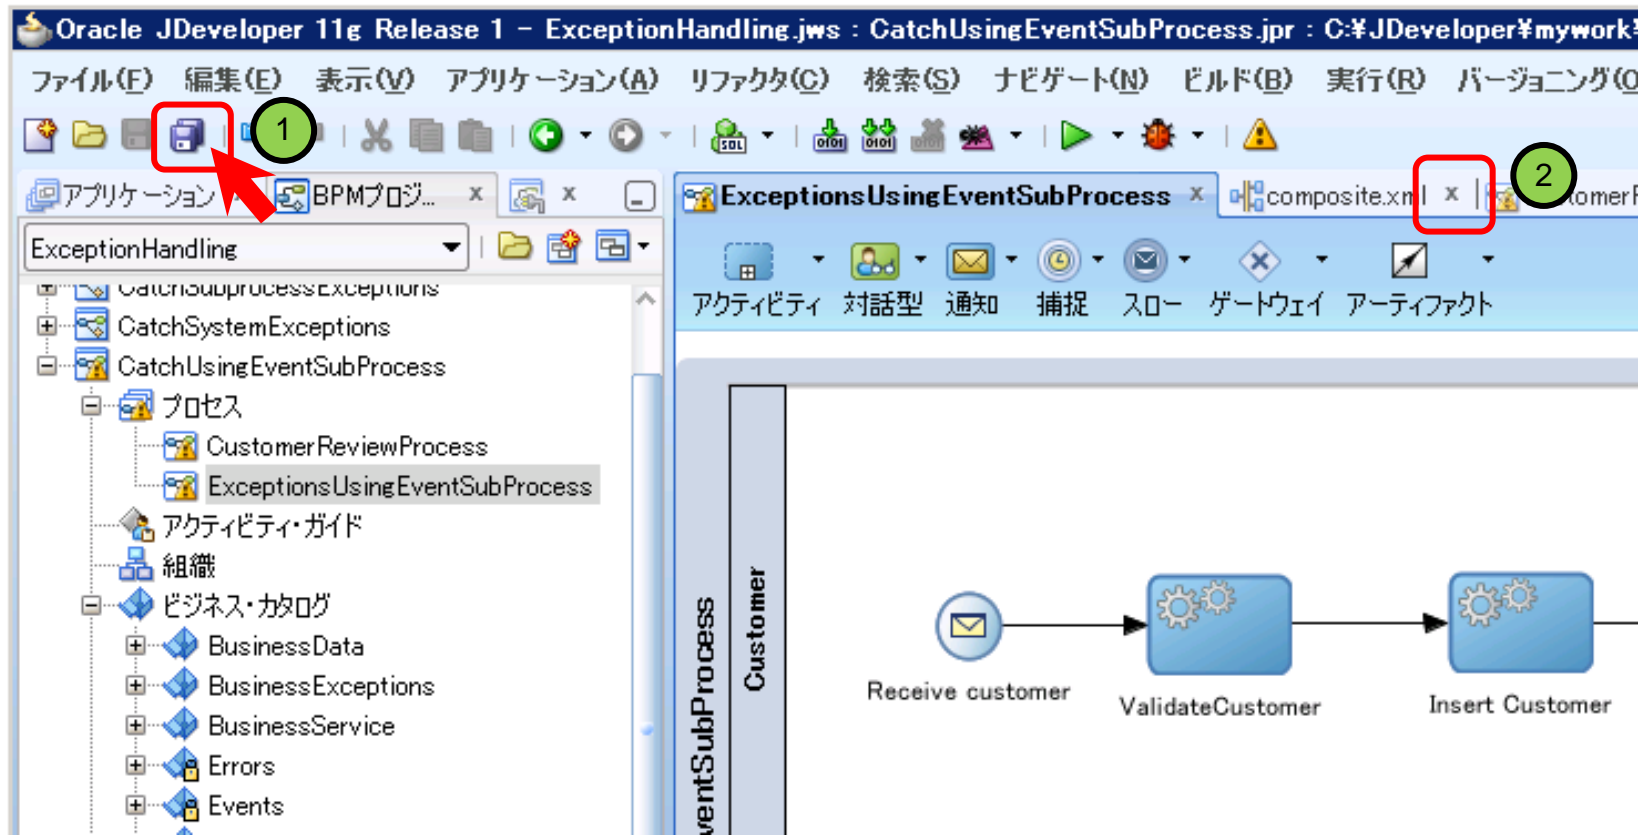 Oracle JDeveloper 11g Release 1 - ExceptionHandling.jws : CatchUsingEventSubProcess.jpr : C:¥JDeveloper¥mywork¥
ファイル(F) 編集(E) 表示(V) アプリケーション(A) リファクタ(C) 検索(S) ナビゲート(N) ビルド(B) 実行(R) バージョニング(O
1
アプリケーション BPMプロジ... x x
ExceptionsUsingEventSubProcess x composite.xml x 2
ExceptionHandling
アクティビティ 対話型 通知 捕捉 スロー ゲートウェイ アーティファクト
CatchSubprocessExceptions
CatchSystemExceptions
CatchUsingEventSubProcess
プロセス
CustomerReviewProcess
ExceptionsUsingEventSubProcess
アクティビティ・ガイド
組織
ビジネス・カタログ
BusinessData
BusinessExceptions
BusinessService
Errors
Events
ventSubProcess
Customer
Receive customer
ValidateCustomer
Insert Customer